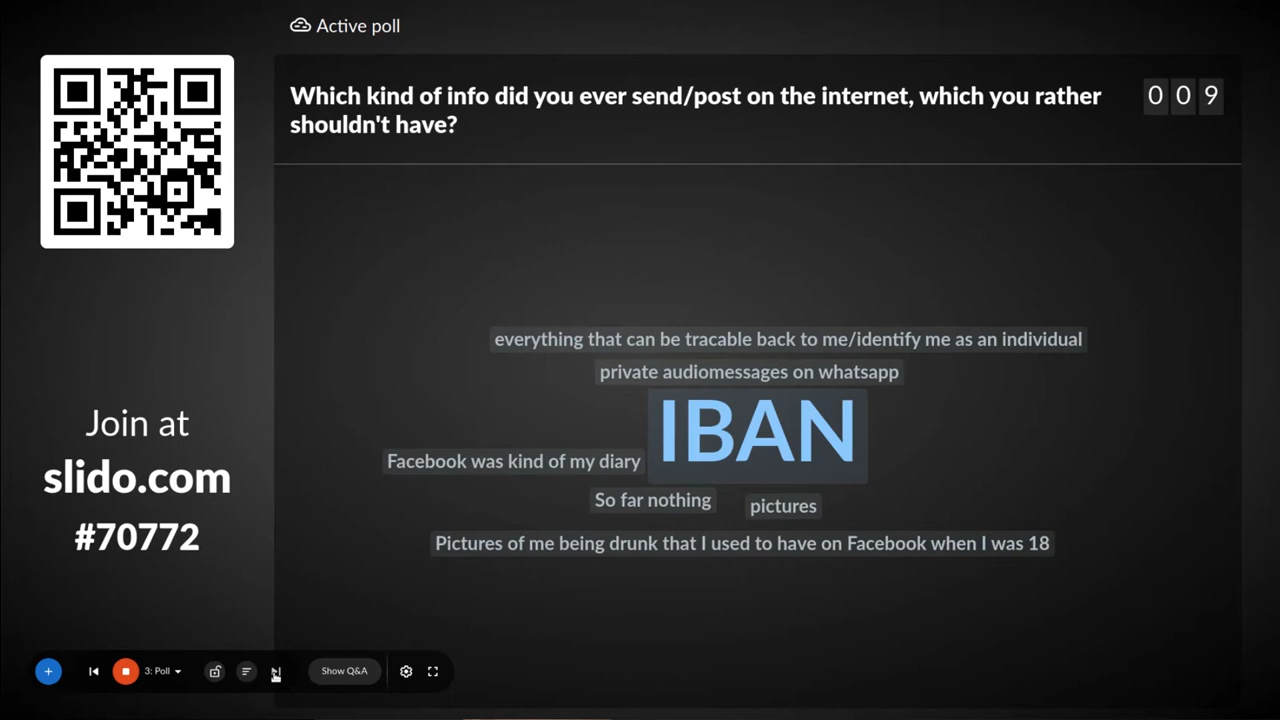 Active poll
Which kind of info did you ever send/post on the internet, which you rather
shouldn't have?
0 0 9
everything that can be tracable back to me/identify me as an individual
private audiomessages on whatsapp
IBAN
Facebook was kind of my diary
So far nothing
pictures
Pictures of me being drunk that I used to have on Facebook when I was 18
Join at
slido.com
#70772
3: Poll
Show Q&A